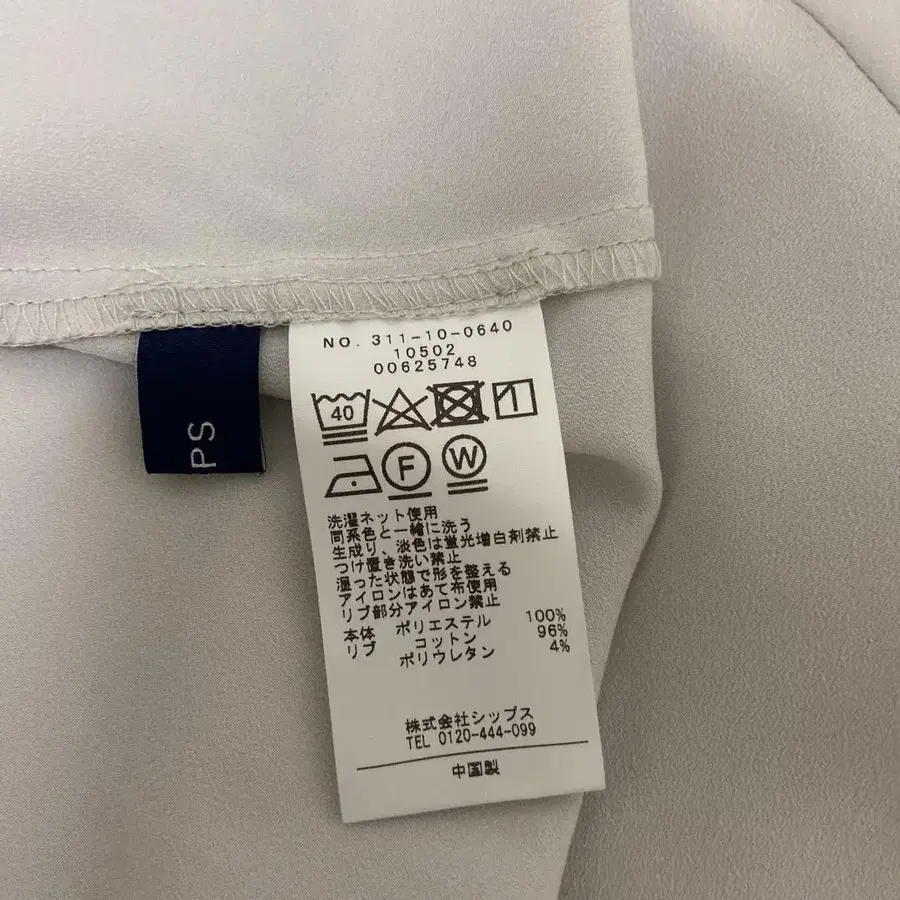 NO. 311-10-0640
10502
00625748
40
F W
洗濯ネット使用
同系色と一緒に洗う
生成り、淡色は蛍光増白剤禁止
つけ置き洗い禁止
湿った状態で形を整える
アイロンはあて布使用
リブ部分アイロン禁止
本体 ポリエステル 100%
リブ コットン 96%
ポリウレタン 4%
株式会社シップス
TEL 0120-444-099
中国製
PS